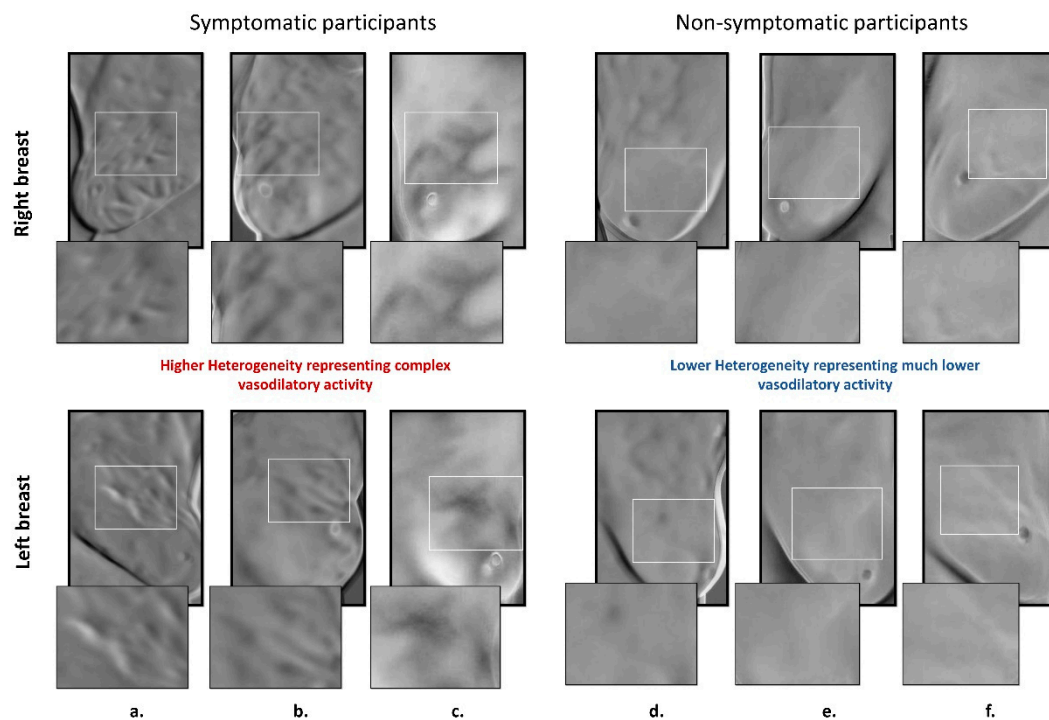 Symptomatic participants
Non-symptomatic participants
Right breast
Higher Heterogeneity representing complex
vasodilatory activity
Lower Heterogeneity representing much lower
vasodilatory activity
Left breast
a.
b.
c.
d.
e.
f.